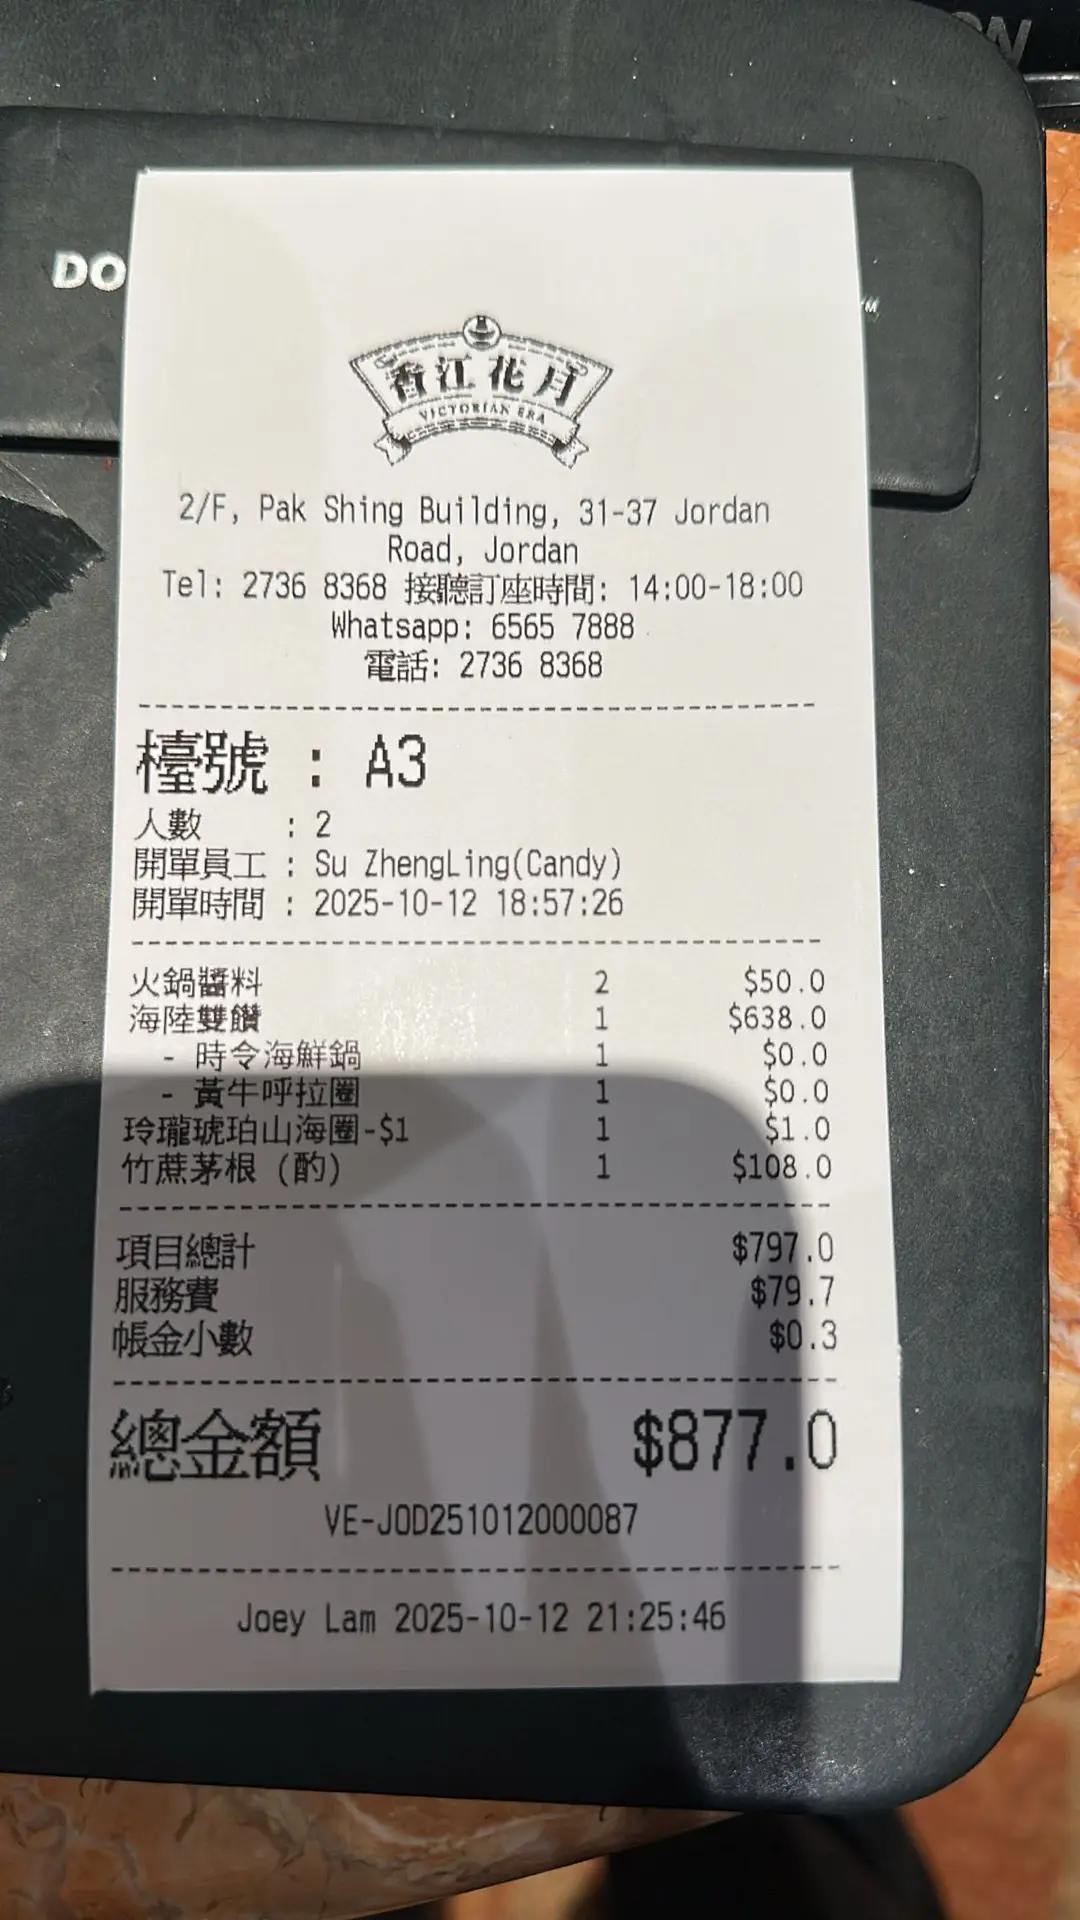 DO
ON
TM
香江花月
VICTORIAN ERA
2/F, Pak Shing Building, 31-37 Jordan
Road, Jordan
Tel: 2736 8368 接聽訂座時間: 14:00-18:00
Whatsapp: 6565 7888
電話: 2736 8368
檯號 : A3
人數 : 2
開單員工 : Su ZhengLing(Candy)
開單時間 : 2025-10-12 18:57:26
火鍋醬料 2 $50.0
海陸雙鑽 1 $638.0
- 時令海鮮鍋 1 $0.0
- 黃牛呼拉圈 1 $0.0
玲瓏琥珀山海圈-$1 1 $1.0
竹蔗茅根 (酌) 1 $108.0
項目總計 $797.0
服務費 $79.7
帳金小數 $0.3
總金額 $877.0
VE-JOD251012000087
Joey Lam 2025-10-12 21:25:46